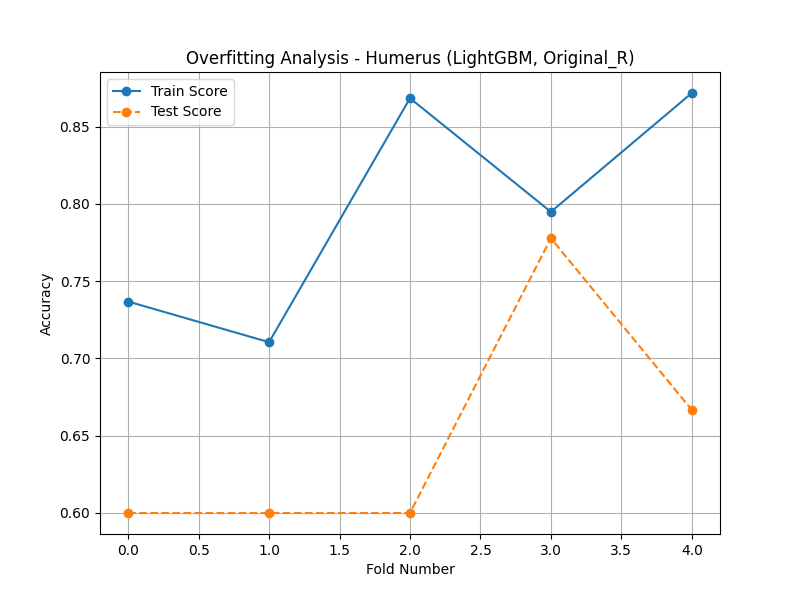 Overfitting Analysis - Humerus (LightGBM, Original_R)
Train Score
Test Score
Accuracy
0.85
0.80
0.75
0.70
0.65
0.60
0.0 0.5 1.0 1.5 2.0 2.5 3.0 3.5 4.0
Fold Number